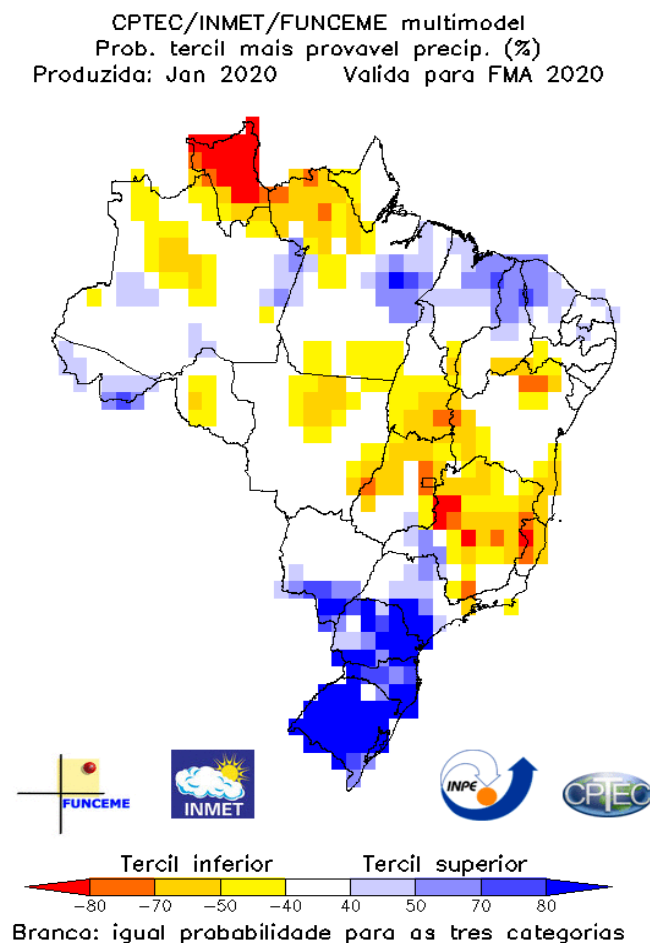 CPTEC/INMET/FUNCEME multimodel
Prob. tercil mais provavel precip. (%)
Produzida: Jan 2020 Valida para FMA 2020
FUNCEME
INMET
INPE
CPTEC
Tercil inferior Tercil superior
-80 -70 -50 -40 40 50 70 80
Branca: igual probabilidade para as tres categorias